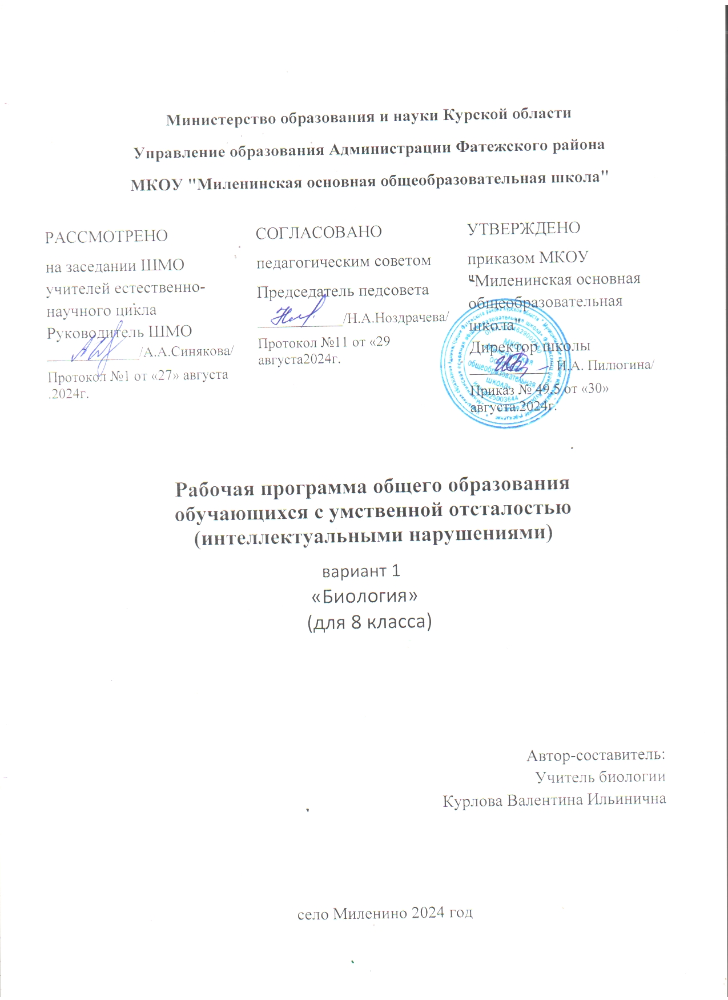 Министерство образования и науки Курской области
Управление образования Администрации Фатежского района
МКОУ "Миленинская основная общеобразовательная школа"
РАССМОТРЕНО
на заседании ШМО
учителей естественно-
научного цикла
Руководитель ШМО
/А.А.Синякова/
Протокол №1 от «27» августа
.2024г.
СОГЛАСОВАНО
педагогическим советом
Председатель педсовета
/Н.А.Ноздрачева/
Протокол №11 от «29
августа2024г.
УТВЕРЖДЕНО
приказом МКОУ
"Миленинская основная
общеобразовательная
школа"
Директор школы
/ И.А. Пилюгина/
Приказ № 49.5 от «30»
августа.2024г.
МКОУ
общеобразовательная
школа»
Рабочая программа общего образования
обучающихся с умственной отсталостью
(интеллектуальными нарушениями)
вариант 1
«Биология»
(для 8 класса)
Автор-составитель:
Учитель биологии
Курлова Валентина Ильинична
село Миленино 2024 год